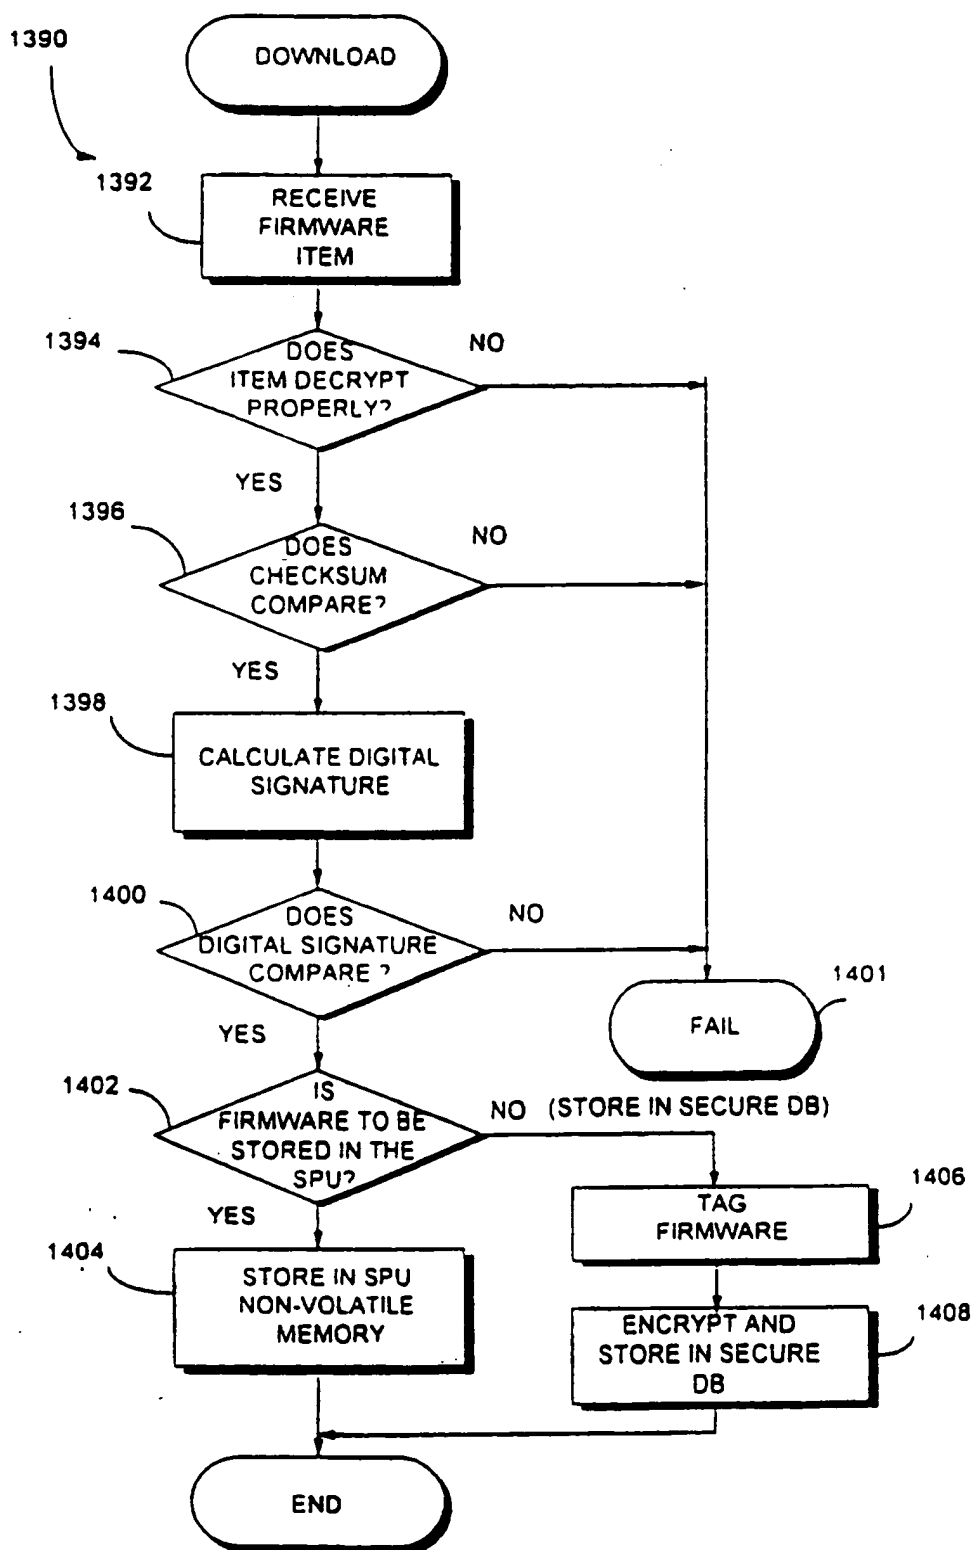 1390
DOWNLOAD
1392
RECEIVE
FIRMWARE
ITEM
1394
DOES
ITEM DECRYPT
PROPERLY?
NO
YES
1396
DOES
CHECKSUM
COMPARE?
NO
YES
1398
CALCULATE DIGITAL
SIGNATURE
1400
DOES
DIGITAL SIGNATURE
COMPARE ?
NO
YES
1401
FAIL
1402
IS
FIRMWARE TO BE
STORED IN THE
SPU?
NO (STORE IN SECURE DB)
YES
1404
STORE IN SPU
NON-VOLATILE
MEMORY
1406
TAG
FIRMWARE
1408
ENCRYPT AND
STORE IN SECURE
DB
END